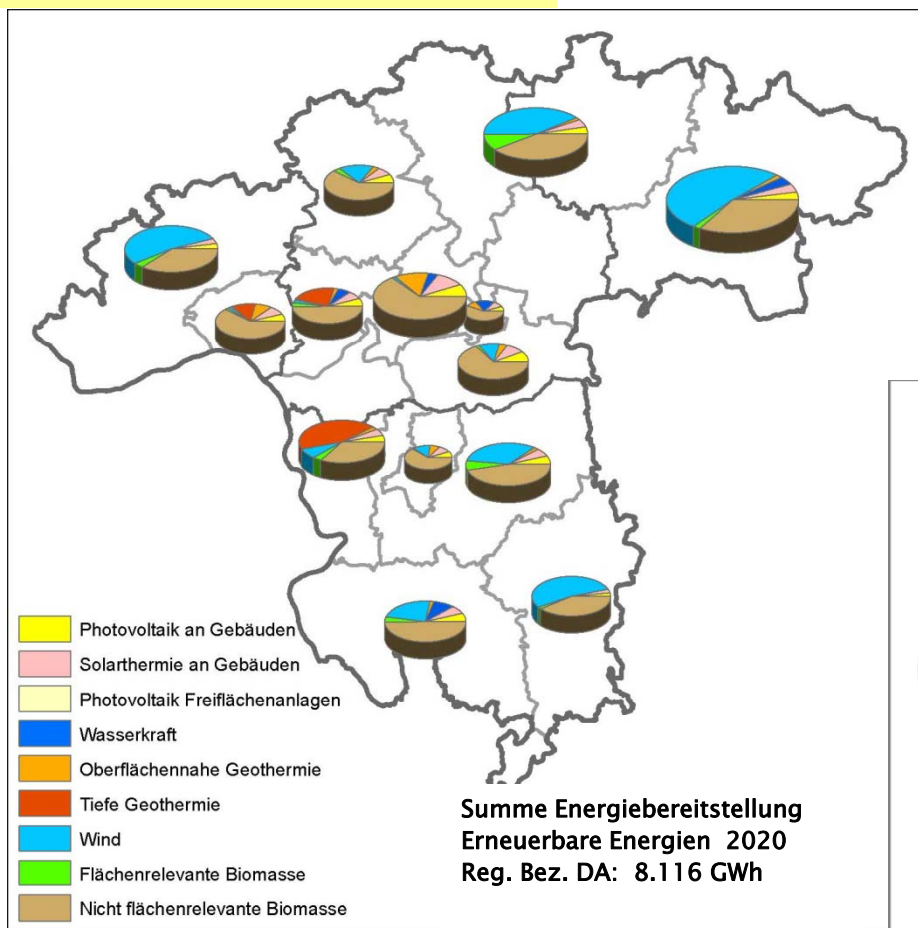 Photovoltaik an Gebäuden
Solarthermie an Gebäuden
Photovoltaik Freiflächenanlagen
Wasserkraft
Oberflächennahe Geothermie
Tiefe Geothermie
Wind
Flächenrelevante Biomasse
Nicht flächenrelevante Biomasse
Summe Energiebereitstellung
Erneuerbare Energien 2020
Reg. Bez. DA: 8.116 GWh